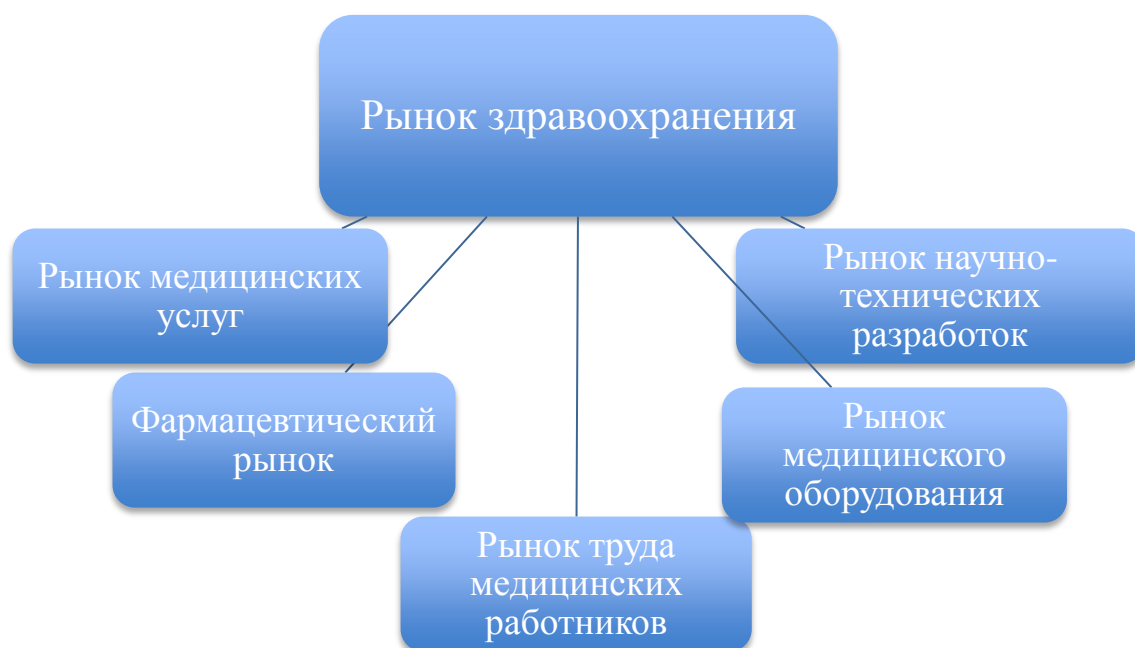 Рынок здравоохранения
Рынок медицинских
услуг
Рынок научно-
технических
разработок
Фармацевтический
рынок
Рынок
медицинского
оборудования
Рынок труда
медицинских
работников